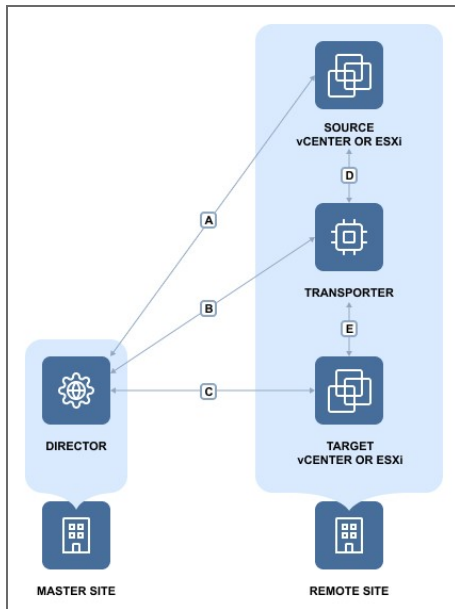 SOURCE
vCENTER OR ESXi
D
A
TRANSPORTER
B
E
C
DIRECTOR
TARGET
vCENTER OR ESXi
MASTER SITE
REMOTE SITE